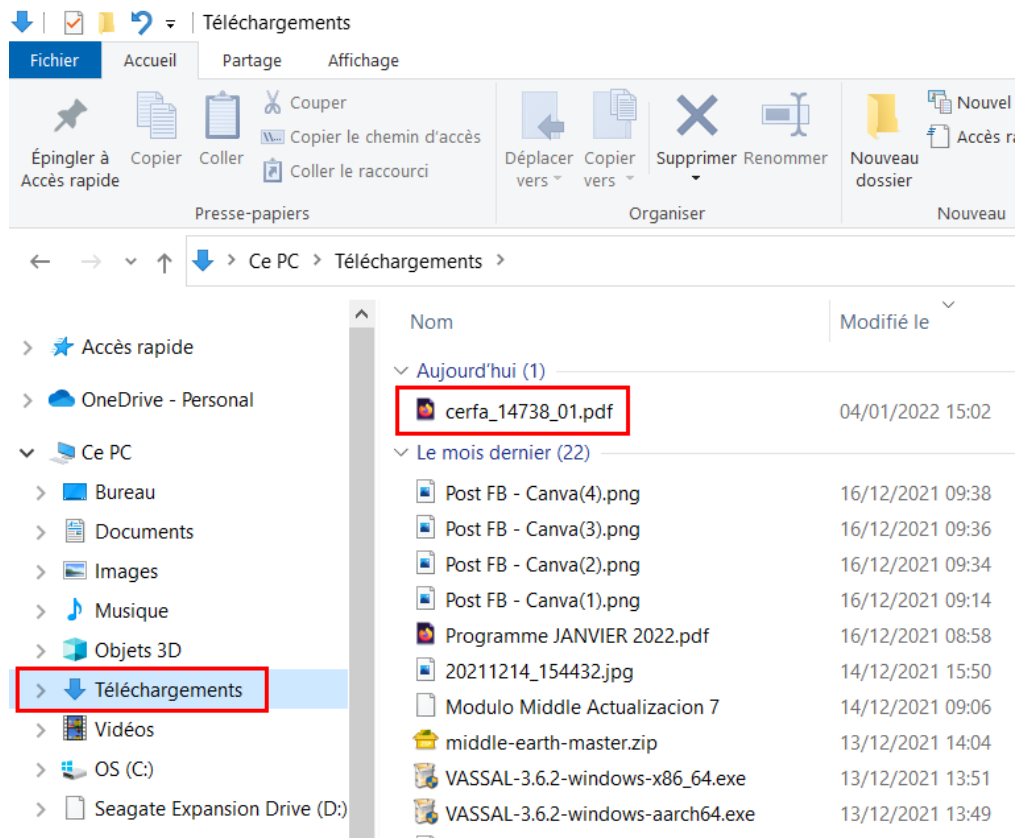 Téléchargements
Fichier Accueil Partage Affichage
Épingler à Accès rapide
Copier
Coller
Couper
Copier le chemin d'accès
Coller le raccourci
Presse-papiers
Déplacer vers
Copier vers
Supprimer
Renommer
Organiser
Nouveau dossier
Nouvel
Accès ra
Nouveau
Ce PC > Téléchargements >
Accès rapide
OneDrive - Personal
Ce PC
Bureau
Documents
Images
Musique
Objets 3D
Téléchargements
Vidéos
OS (C:)
Seagate Expansion Drive (D:)
Nom Modifié le
Aujourd'hui (1)
cerfa_14738_01.pdf 04/01/2022 15:02
Le mois dernier (22)
Post FB - Canva(4).png 16/12/2021 09:38
Post FB - Canva(3).png 16/12/2021 09:36
Post FB - Canva(2).png 16/12/2021 09:34
Post FB - Canva(1).png 16/12/2021 09:14
Programme JANVIER 2022.pdf 16/12/2021 08:58
20211214_154432.jpg 14/12/2021 15:50
Modulo Middle Actualizacion 7 14/12/2021 09:06
middle-earth-master.zip 13/12/2021 14:04
VASSAL-3.6.2-windows-x86_64.exe 13/12/2021 13:51
VASSAL-3.6.2-windows-aarch64.exe 13/12/2021 13:49